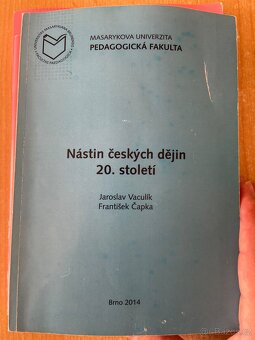 MASARYKOVA UNIVERZITA
PEDAGOGICKÁ FAKULTA
Nástin českých dějin
20. století
Jaroslav Vaculík
František Čapka
Brno 2014